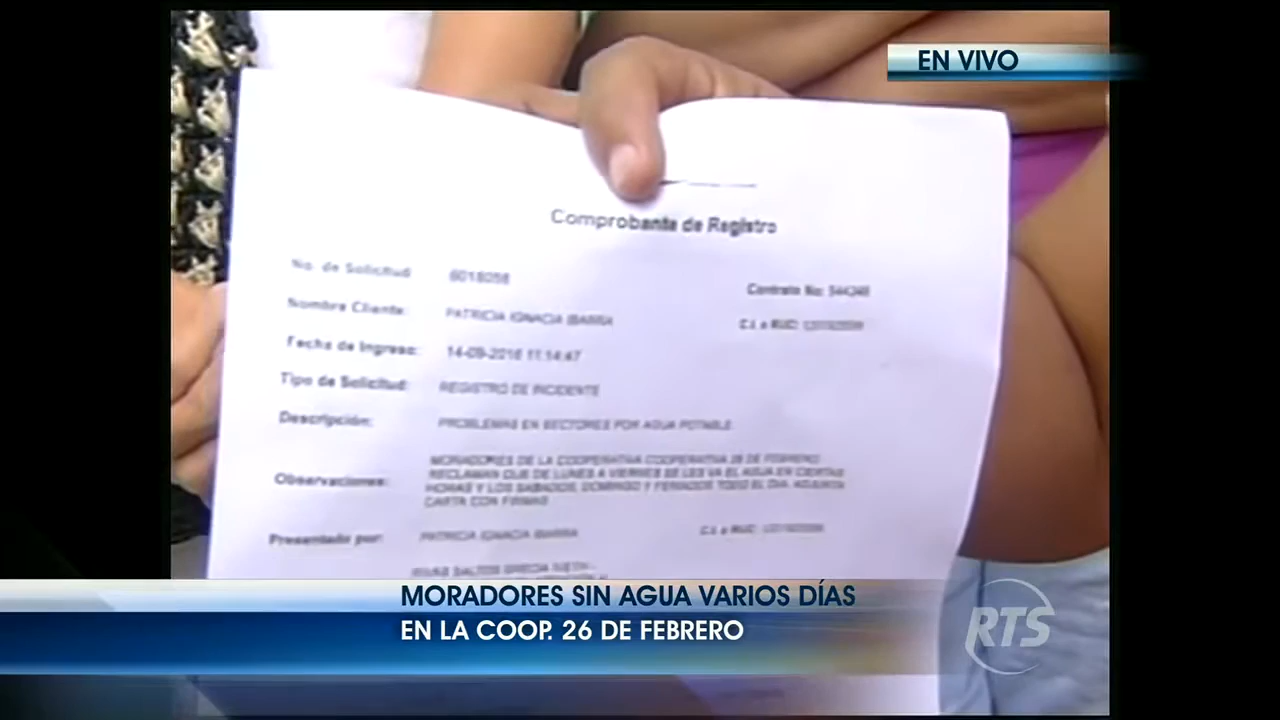 EN VIVO
Comprobante de Registro
No. de Solicitud 6018056
Contrato No:
Nombre Cliente: PATRICIA IGNACIA IBARRA
C.I. o RUC:
Fecha de Ingreso: 14-09-2016 11:14:47
Tipo de Solicitud: REGISTRO DE INCIDENTE
Descripción: PROBLEMAS EN SECTORES POR AGUA POTABLE
MORADORES DE LA COOPERATIVA COOPERATIVA 26 DE FEBRERO
RECLAMAN QUE DE LUNES A VIERNES SE LES VA EL AGUA EN CIERTAS
Observaciones: HORAS Y LOS SABADOS, DOMINGO Y FERIADOS TODO EL DIA. ADJUNTA
CARTA CON FIRMAS
Presentado por: PATRICIA IGNACIA IBARRA
C.I. o RUC:
MORADORES SIN AGUA VARIOS DÍAS
EN LA COOP. 26 DE FEBRERO
RTS